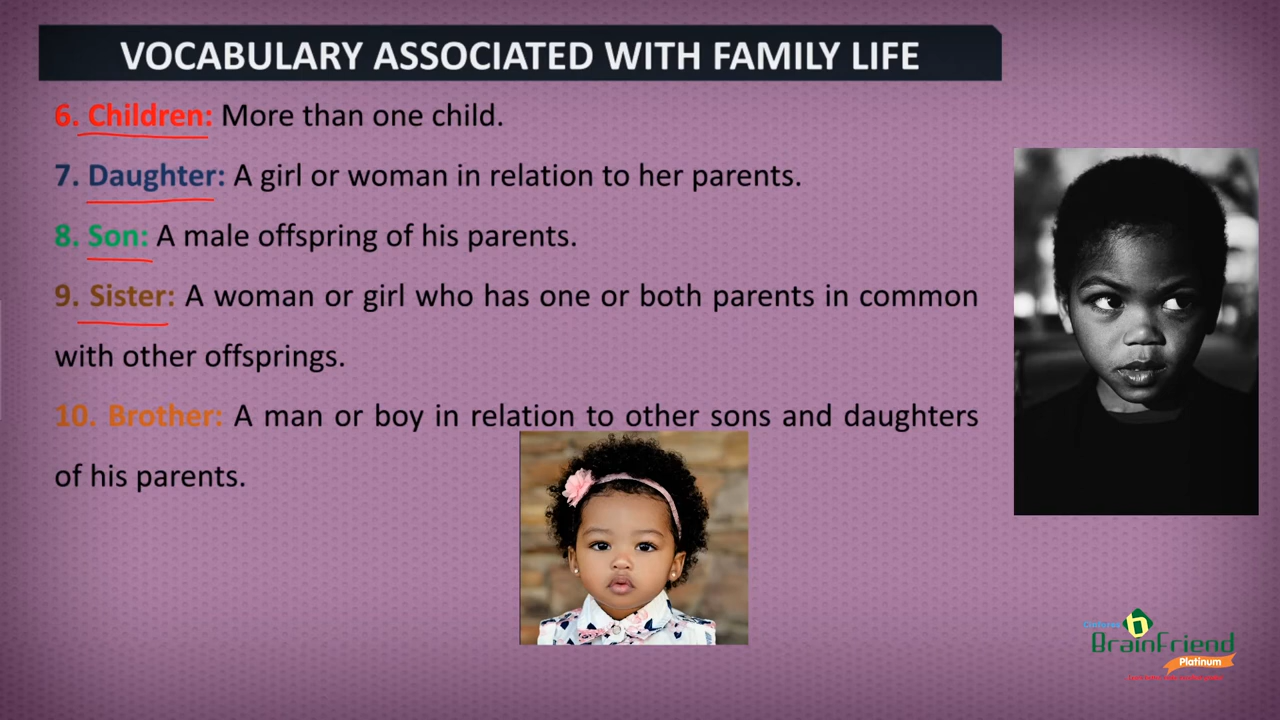 VOCABULARY ASSOCIATED WITH FAMILY LIFE
6. Children: More than one child.
7. Daughter: A girl or woman in relation to her parents.
8. Son: A male offspring of his parents.
9. Sister: A woman or girl who has one or both parents in common
with other offsprings.
10. Brother: A man or boy in relation to other sons and daughters
of his parents.
BrainFriend
Platinum